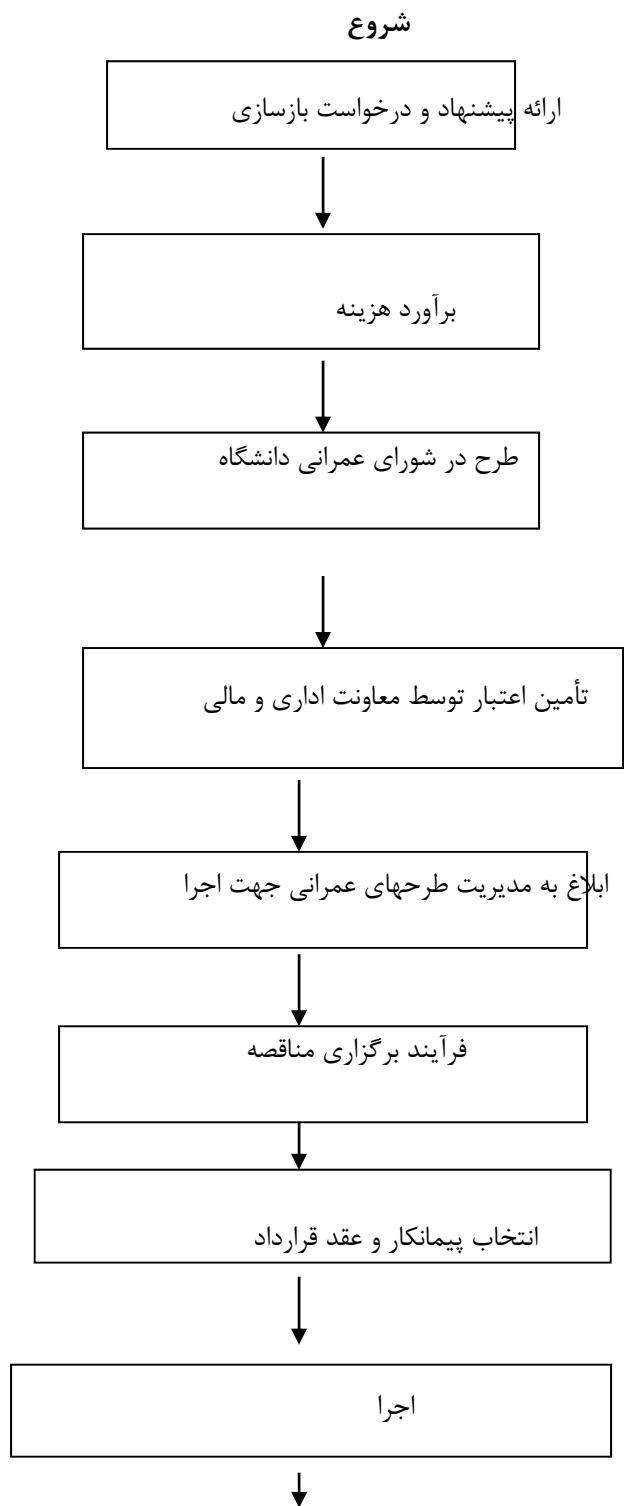 شروع
ارائه پیشنهاد و درخواست بازسازی
برآورد هزینه
طرح در شورای عمرانی دانشگاه
تأمین اعتبار توسط معاونت اداری و مالی
ابلاغ به مدیریت طرحهای عمرانی جهت اجرا
فرآیند برگزاری مناقصه
انتخاب پیمانکار و عقد قرارداد
اجرا